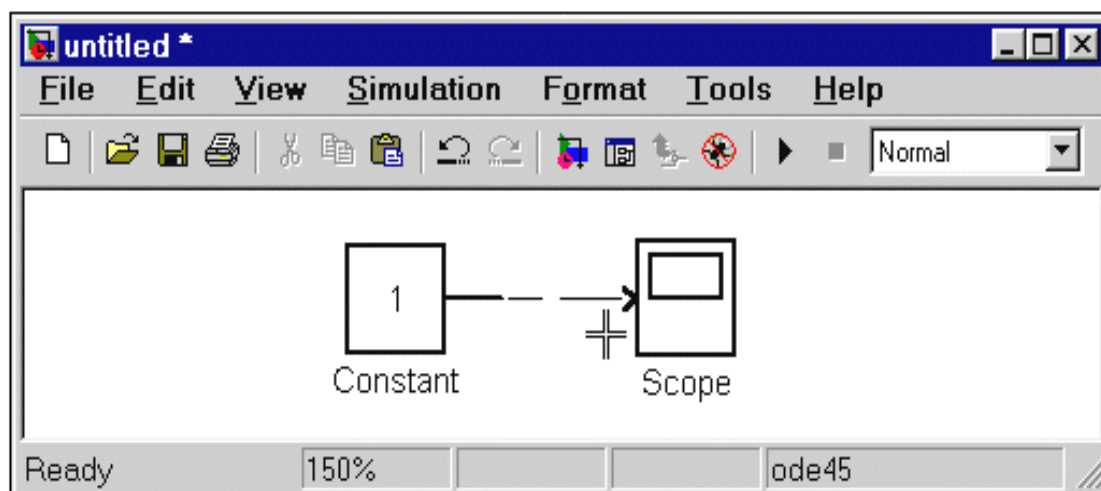 untitled *
File Edit View Simulation Format Tools Help
Normal
1
Constant Scope
Ready 150% ode45